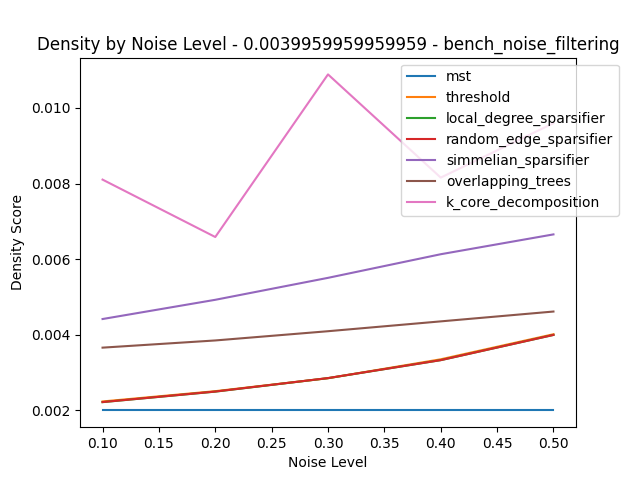 Density by Noise Level - 0.0039959959959959 - bench_noise_filtering
mst
threshold
local_degree_sparsifier
random_edge_sparsifier
simmelian_sparsifier
overlapping_trees
k_core_decomposition
Density Score
0.010
0.008
0.006
0.004
0.002
0.10 0.15 0.20 0.25 0.30 0.35 0.40 0.45 0.50
Noise Level